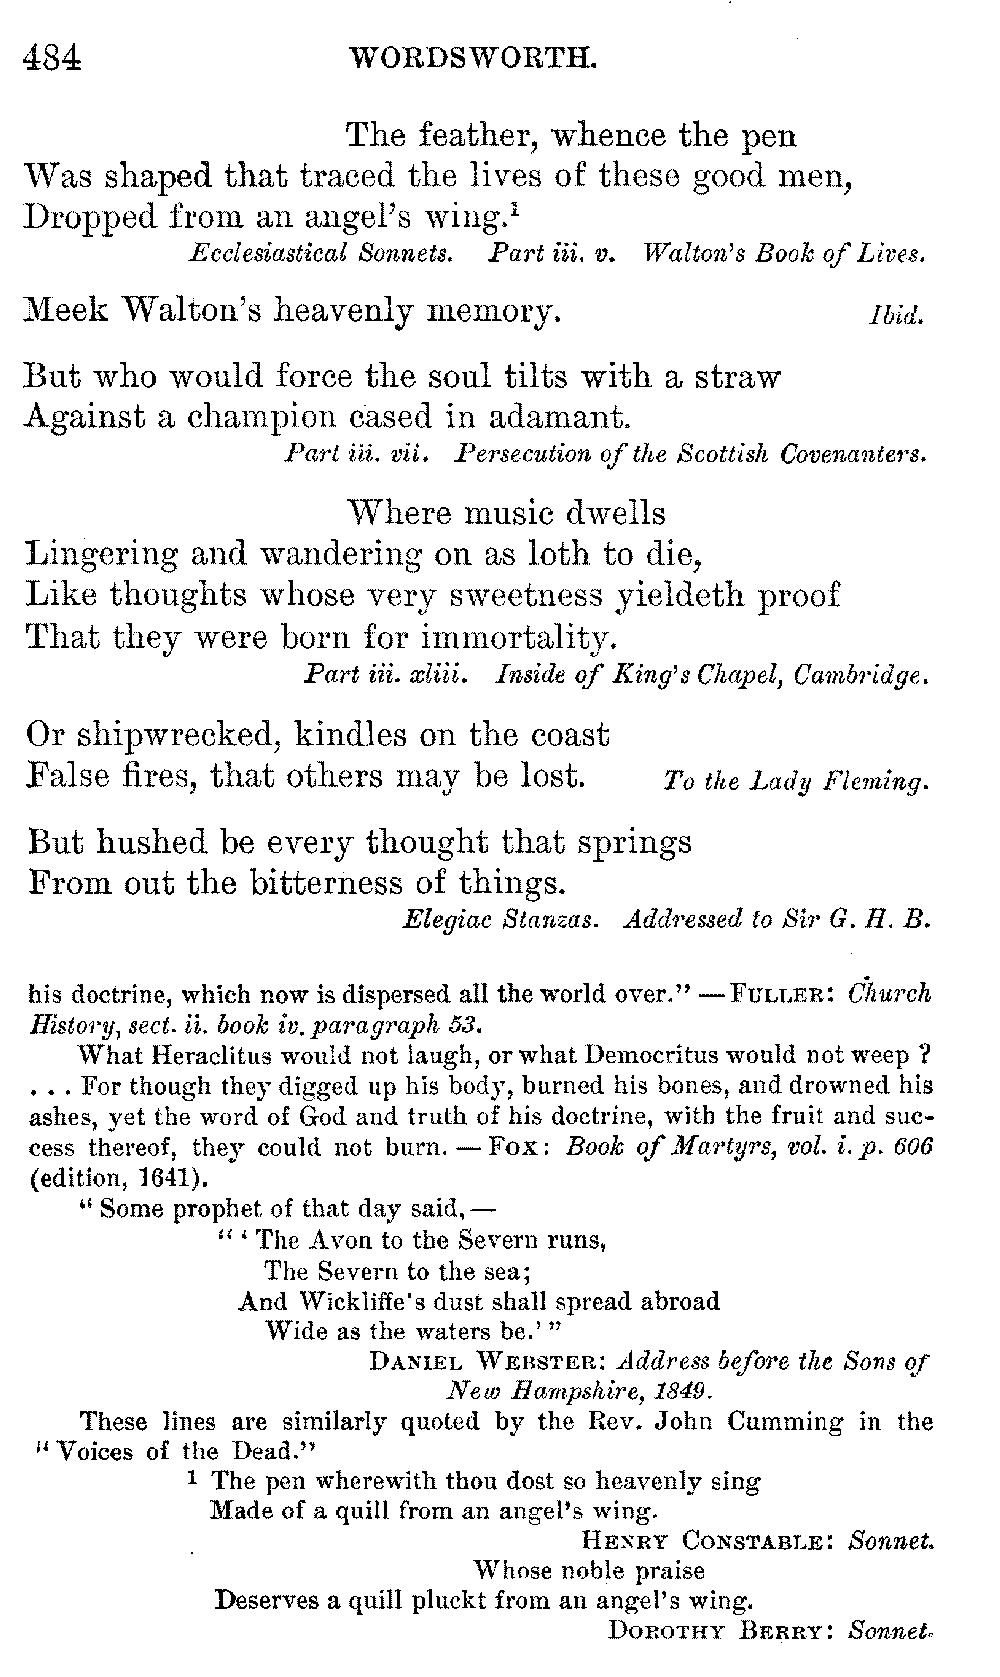 484 WORDSWORTH.
The feather, whence the pen
Was shaped that traced the lives of these good men,
Dropped from an angel's wing.¹
Ecclesiastical Sonnets. Part iii. v. Walton's Book of Lives.
Meek Walton's heavenly memory. Ibid.
But who would force the soul tilts with a straw
Against a champion cased in adamant.
Part iii. vii. Persecution of the Scottish Covenanters.
Where music dwells
Lingering and wandering on as loth to die,
Like thoughts whose very sweetness yieldeth proof
That they were born for immortality.
Part iii. xliii. Inside of King's Chapel, Cambridge.
Or shipwrecked, kindles on the coast
False fires, that others may be lost. To the Lady Fleming.
But hushed be every thought that springs
From out the bitterness of things.
Elegiac Stanzas. Addressed to Sir G. H. B.
his doctrine, which now is dispersed all the world over." — FULLER: Church
History, sect. ii. book iv. paragraph 53.
What Heraclitus would not laugh, or what Democritus would not weep ?
. . . For though they digged up his body, burned his bones, and drowned his
ashes, yet the word of God and truth of his doctrine, with the fruit and suc-
cess thereof, they could not burn. — FOX: Book of Martyrs, vol. i. p. 606
(edition, 1641).
" Some prophet of that day said, —
" ' The Avon to the Severn runs,
The Severn to the sea;
And Wickliffe's dust shall spread abroad
Wide as the waters be.' "
DANIEL WEBSTER: Address before the Sons of
New Hampshire, 1849.
These lines are similarly quoted by the Rev. John Cumming in the
"Voices of the Dead."
1 The pen wherewith thou dost so heavenly sing
Made of a quill from an angel's wing.
HENRY CONSTABLE: Sonnet.
Whose noble praise
Deserves a quill pluckt from an angel's wing.
DOROTHY BERRY: Sonnet.